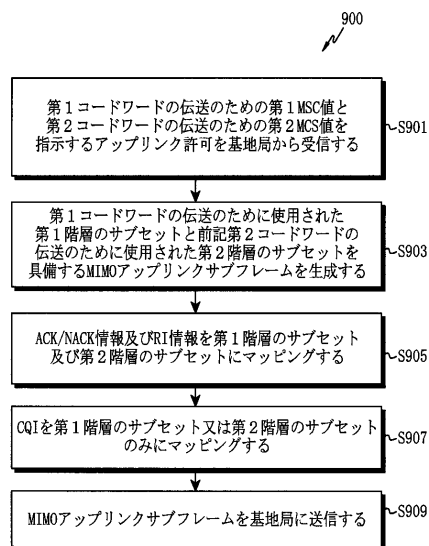 900
第1コードワードの伝送のための第1MSC値と
第2コードワードの伝送のための第2MCS値を
指示するアップリンク許可を基地局から受信する
S901
第1コードワードの伝送のために使用された
第1階層のサブセットと前記第2コードワードの
伝送のために使用された第2階層のサブセットを
具備するMIMOアップリンクサブフレームを生成する
S903
ACK/NACK情報及びRI情報を第1階層のサブセット
及び第2階層のサブセットにマッピングする
S905
CQIを第1階層のサブセット又は第2階層のサブセット
のみにマッピングする
S907
MIMOアップリンクサブフレームを基地局に送信する
S909